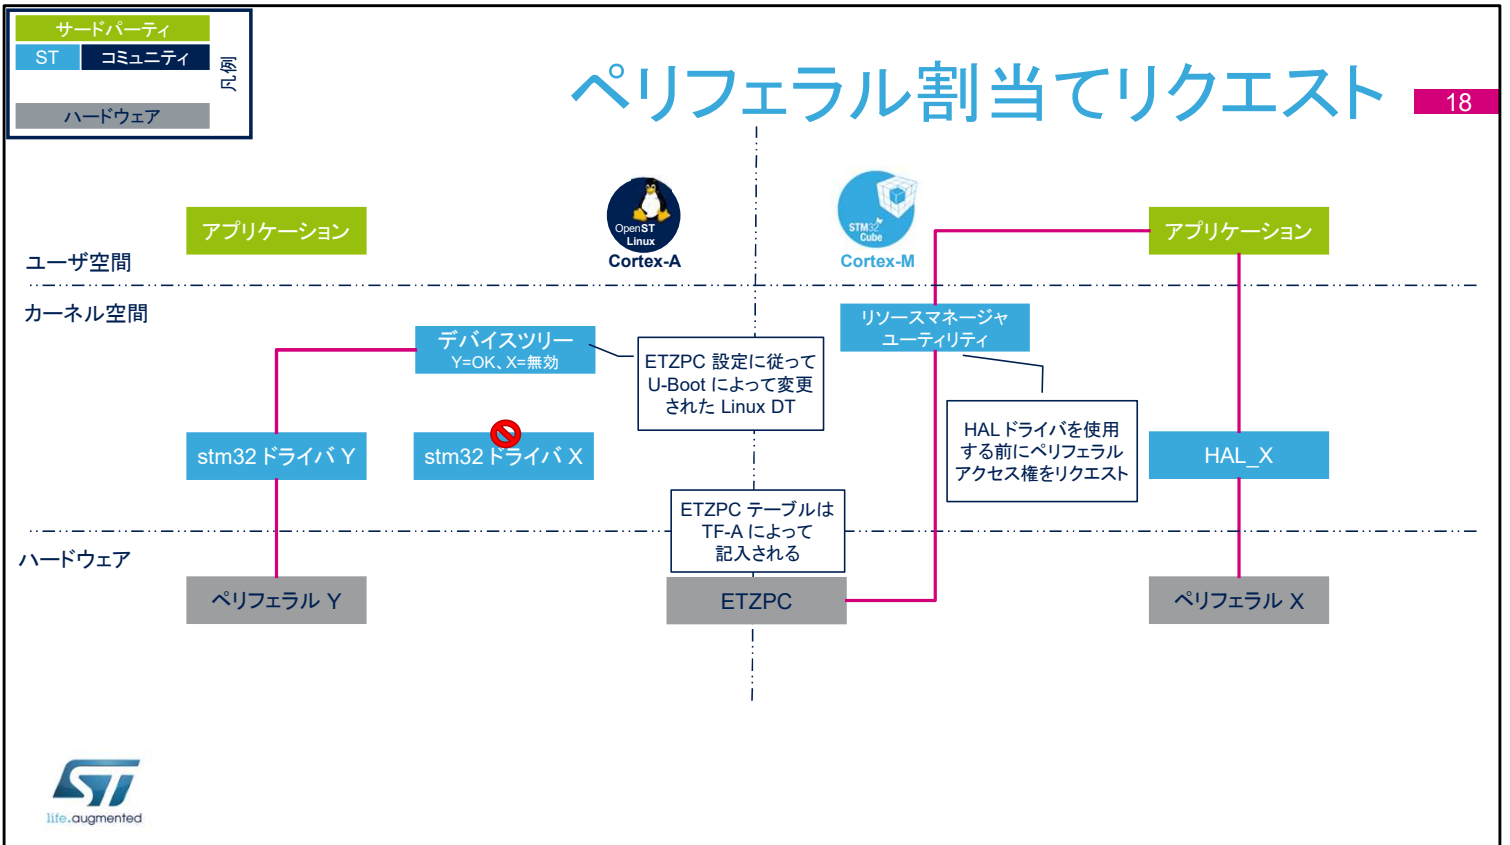 サードパーティ
ST
コミュニティ
凡例
ハードウェア
ペリフェラル割当てリクエスト
18
OpenST
Linux
Cortex-A
STM32
Cube
Cortex-M
アプリケーション
アプリケーション
ユーザ空間
カーネル空間
デバイスツリー
Y=OK、X=無効
ETZPC 設定に従って
U-Boot によって変更
された Linux DT
リソースマネージャ
ユーティリティ
HAL ドライバを使用
する前にペリフェラル
アクセス権をリクエスト
stm32 ドライバ Y
stm32 ドライバ X
HAL_X
ETZPC テーブルは
TF-A によって
記入される
ハードウェア
ペリフェラル Y
ETZPC
ペリフェラル X
ST
life.augmented